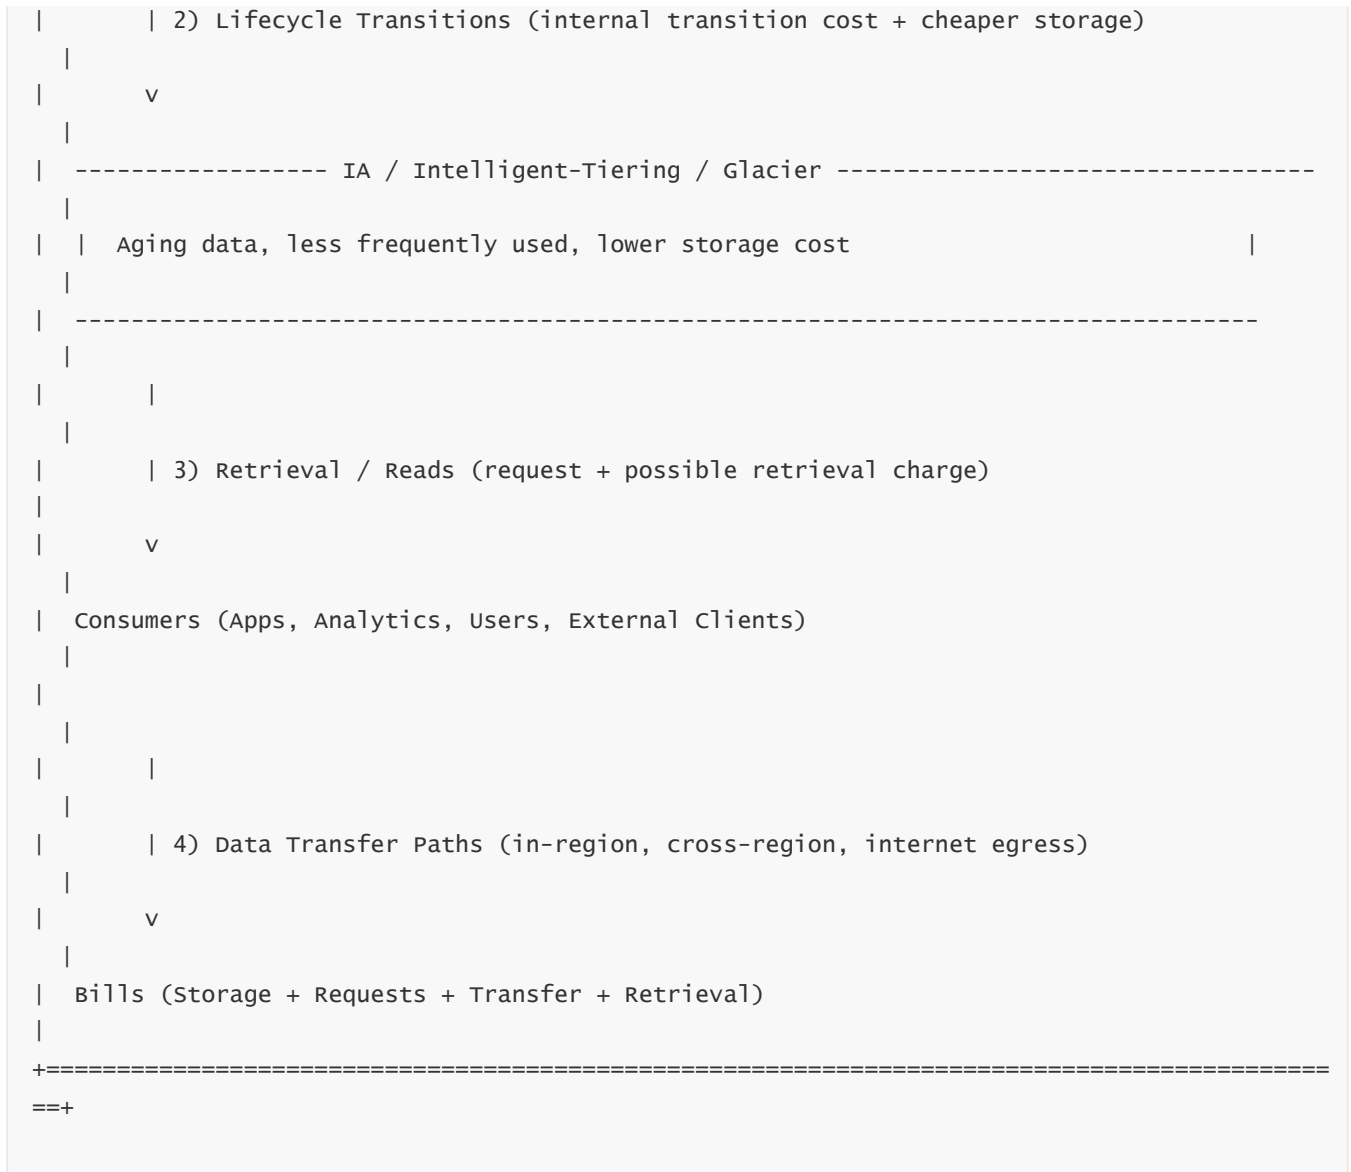 |       | 2) Lifecycle Transitions (internal transition cost + cheaper storage)
  |
|       v
  |
|  ------------------ IA / Intelligent-Tiering / Glacier ----------------------------------
  |
|  |  Aging data, less frequently used, lower storage cost                            |
  |
|  ------------------------------------------------------------------------------------
  |
|       |
  |
|       | 3) Retrieval / Reads (request + possible retrieval charge)
|
|       v
  |
|  Consumers (Apps, Analytics, Users, External Clients)
  |
|
  |
|       |
  |
|       | 4) Data Transfer Paths (in-region, cross-region, internet egress)
  |
|       v
  |
|  Bills (Storage + Requests + Transfer + Retrieval)
|
+===========================================================================================
==+